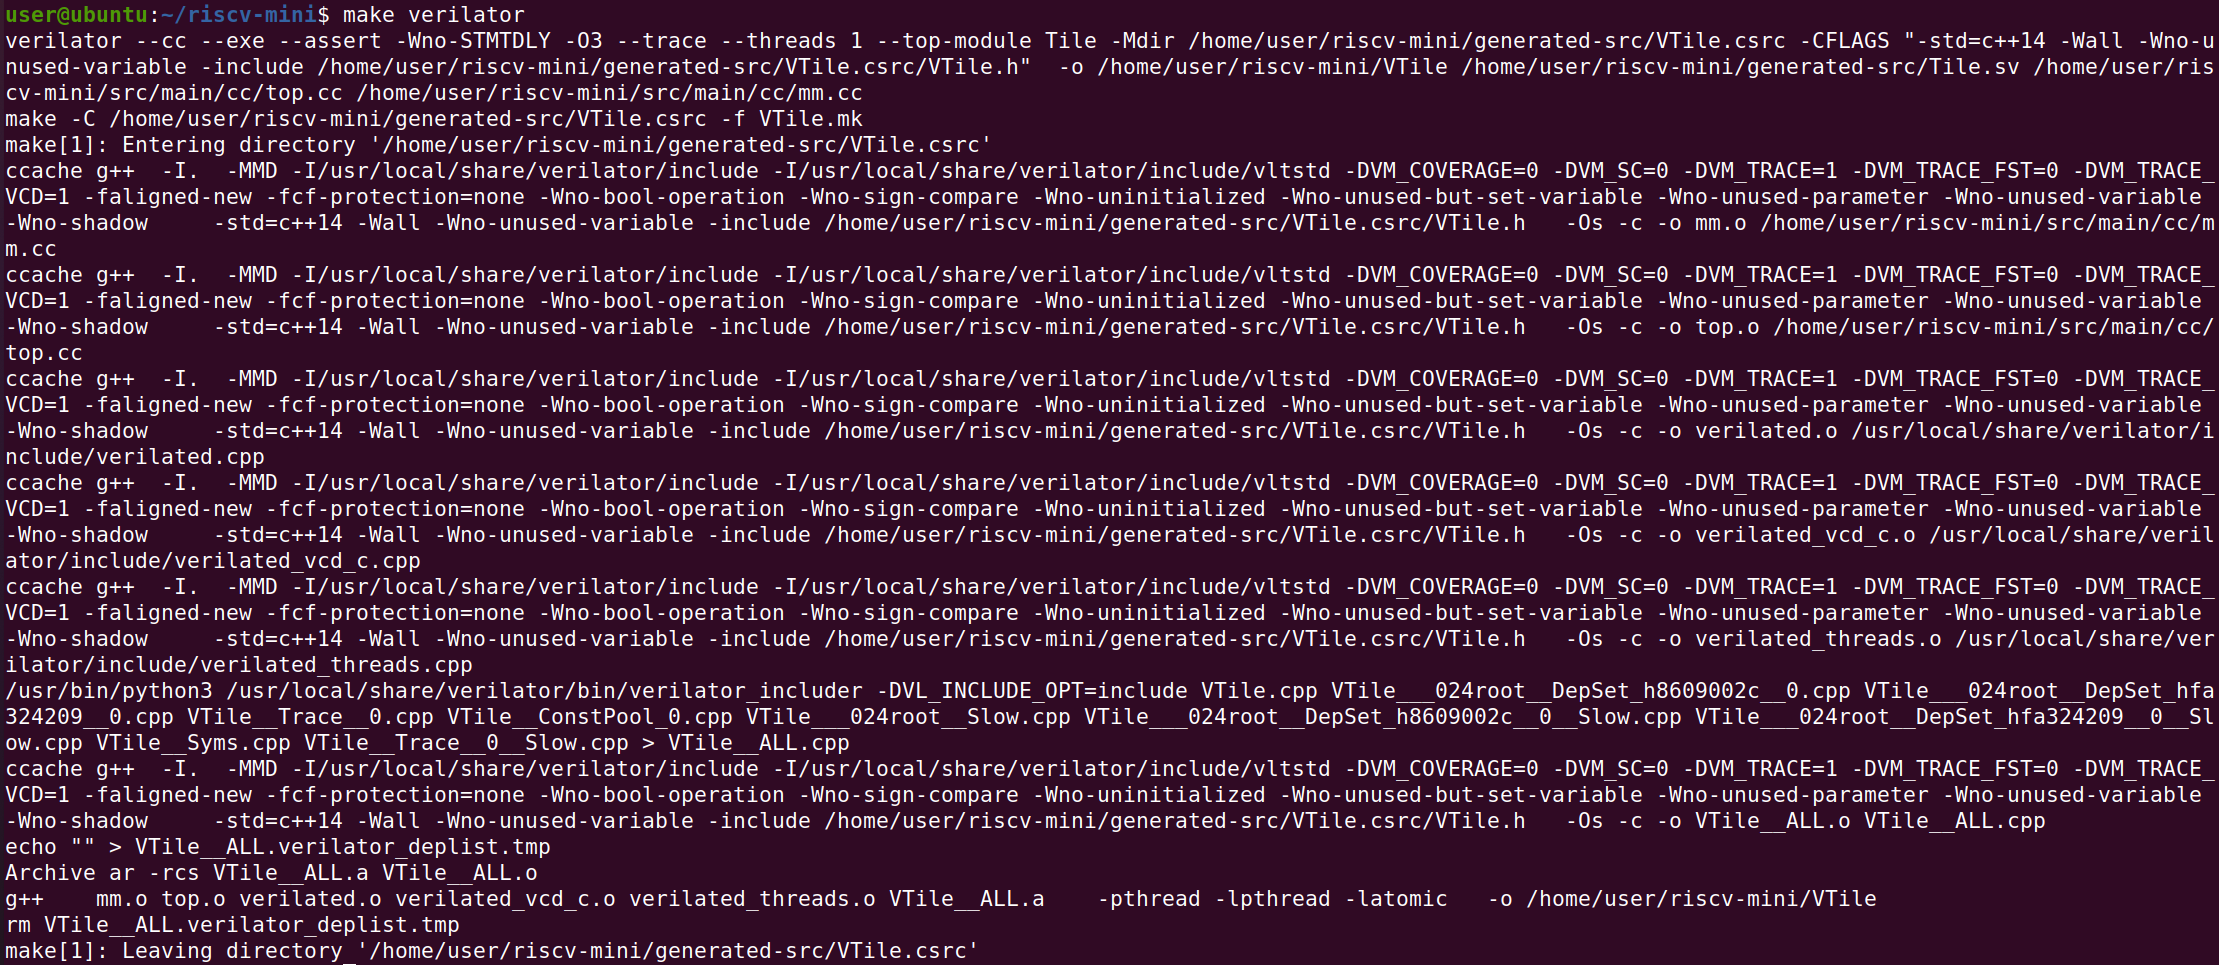 user@ubuntu:~/riscv-mini$ make verilator
verilator --cc --exe --assert -Wno-STMTDLY -O3 --trace --threads 1 --top-module Tile -Mdir /home/user/riscv-mini/generated-src/VTile.csrc -CFLAGS "-std=c++14 -Wall -Wno-u
nused-variable -include /home/user/riscv-mini/generated-src/VTile.csrc/VTile.h"  -o /home/user/riscv-mini/VTile /home/user/riscv-mini/generated-src/Tile.sv /home/user/ris
cv-mini/src/main/cc/top.cc /home/user/riscv-mini/src/main/cc/mm.cc
make -C /home/user/riscv-mini/generated-src/VTile.csrc -f VTile.mk
make[1]: Entering directory '/home/user/riscv-mini/generated-src/VTile.csrc'
ccache g++  -I.  -MMD -I/usr/local/share/verilator/include -I/usr/local/share/verilator/include/vltstd -DVM_COVERAGE=0 -DVM_SC=0 -DVM_TRACE=1 -DVM_TRACE_FST=0 -DVM_TRACE_
VCD=1 -faligned-new -fcf-protection=none -Wno-bool-operation -Wno-sign-compare -Wno-uninitialized -Wno-unused-but-set-variable -Wno-unused-parameter -Wno-unused-variable
-Wno-shadow     -std=c++14 -Wall -Wno-unused-variable -include /home/user/riscv-mini/generated-src/VTile.csrc/VTile.h   -Os -c -o mm.o /home/user/riscv-mini/src/main/cc/m
m.cc
ccache g++  -I.  -MMD -I/usr/local/share/verilator/include -I/usr/local/share/verilator/include/vltstd -DVM_COVERAGE=0 -DVM_SC=0 -DVM_TRACE=1 -DVM_TRACE_FST=0 -DVM_TRACE_
VCD=1 -faligned-new -fcf-protection=none -Wno-bool-operation -Wno-sign-compare -Wno-uninitialized -Wno-unused-but-set-variable -Wno-unused-parameter -Wno-unused-variable
-Wno-shadow     -std=c++14 -Wall -Wno-unused-variable -include /home/user/riscv-mini/generated-src/VTile.csrc/VTile.h   -Os -c -o top.o /home/user/riscv-mini/src/main/cc/
top.cc
ccache g++  -I.  -MMD -I/usr/local/share/verilator/include -I/usr/local/share/verilator/include/vltstd -DVM_COVERAGE=0 -DVM_SC=0 -DVM_TRACE=1 -DVM_TRACE_FST=0 -DVM_TRACE_
VCD=1 -faligned-new -fcf-protection=none -Wno-bool-operation -Wno-sign-compare -Wno-uninitialized -Wno-unused-but-set-variable -Wno-unused-parameter -Wno-unused-variable
-Wno-shadow     -std=c++14 -Wall -Wno-unused-variable -include /home/user/riscv-mini/generated-src/VTile.csrc/VTile.h   -Os -c -o verilated.o /usr/local/share/verilator/i
nclude/verilated.cpp
ccache g++  -I.  -MMD -I/usr/local/share/verilator/include -I/usr/local/share/verilator/include/vltstd -DVM_COVERAGE=0 -DVM_SC=0 -DVM_TRACE=1 -DVM_TRACE_FST=0 -DVM_TRACE_
VCD=1 -faligned-new -fcf-protection=none -Wno-bool-operation -Wno-sign-compare -Wno-uninitialized -Wno-unused-but-set-variable -Wno-unused-parameter -Wno-unused-variable
-Wno-shadow     -std=c++14 -Wall -Wno-unused-variable -include /home/user/riscv-mini/generated-src/VTile.csrc/VTile.h   -Os -c -o verilated_vcd_c.o /usr/local/share/veril
ator/include/verilated_vcd_c.cpp
ccache g++  -I.  -MMD -I/usr/local/share/verilator/include -I/usr/local/share/verilator/include/vltstd -DVM_COVERAGE=0 -DVM_SC=0 -DVM_TRACE=1 -DVM_TRACE_FST=0 -DVM_TRACE_
VCD=1 -faligned-new -fcf-protection=none -Wno-bool-operation -Wno-sign-compare -Wno-uninitialized -Wno-unused-but-set-variable -Wno-unused-parameter -Wno-unused-variable
-Wno-shadow     -std=c++14 -Wall -Wno-unused-variable -include /home/user/riscv-mini/generated-src/VTile.csrc/VTile.h   -Os -c -o verilated_threads.o /usr/local/share/ver
ilator/include/verilated_threads.cpp
/usr/bin/python3 /usr/local/share/verilator/bin/verilator_includer -DVL_INCLUDE_OPT=include VTile.cpp VTile___024root__DepSet_h8609002c__0.cpp VTile___024root__DepSet_hfa
324209__0.cpp VTile__Trace__0.cpp VTile__ConstPool_0.cpp VTile___024root__Slow.cpp VTile___024root__DepSet_h8609002c__0__Slow.cpp VTile___024root__DepSet_hfa324209__0__Sl
ow.cpp VTile__Syms.cpp VTile__Trace__0__Slow.cpp > VTile__ALL.cpp
ccache g++  -I.  -MMD -I/usr/local/share/verilator/include -I/usr/local/share/verilator/include/vltstd -DVM_COVERAGE=0 -DVM_SC=0 -DVM_TRACE=1 -DVM_TRACE_FST=0 -DVM_TRACE_
VCD=1 -faligned-new -fcf-protection=none -Wno-bool-operation -Wno-sign-compare -Wno-uninitialized -Wno-unused-but-set-variable -Wno-unused-parameter -Wno-unused-variable
-Wno-shadow     -std=c++14 -Wall -Wno-unused-variable -include /home/user/riscv-mini/generated-src/VTile.csrc/VTile.h   -Os -c -o VTile__ALL.o VTile__ALL.cpp
echo "" > VTile__ALL.verilator_deplist.tmp
Archive ar -rcs VTile__ALL.a VTile__ALL.o
g++    mm.o top.o verilated.o verilated_vcd_c.o verilated_threads.o VTile__ALL.a    -pthread -lpthread -latomic   -o /home/user/riscv-mini/VTile
rm VTile__ALL.verilator_deplist.tmp
make[1]: Leaving directory '/home/user/riscv-mini/generated-src/VTile.csrc'